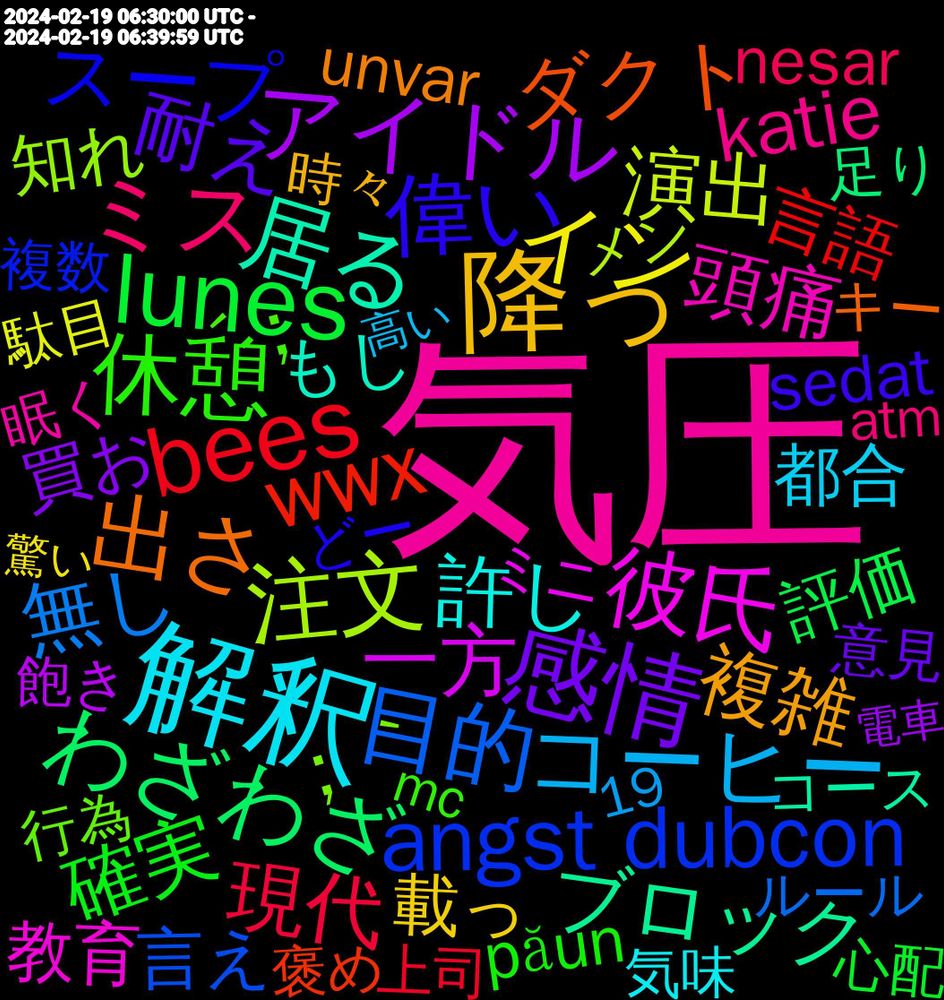 2024-02-19 06:30:00 UTC -
2024-02-19 06:39:59 UTC
スープ
耐え
アイドル
unvar
ダクト
nesar
katie
知れ
ミス
時々
偉い
演出
言語
足り
複数
居る
降っ
イツ
メン
頭痛
キー
駄目
lunes
休憩
高い
もし
気圧
sedat
眠く
買お
bees
wwx
どー
都合
atm
驚い
出さ
注文
許し
ミニ
彼氏
評価
無し
解釈
一方
感情
複雑
意見
飽き
わざわざ
目的
コーヒー
電車
19
コース
行為
mc
angst dubcon
確実
現代
載っ
ブロック
ルール
教育
言え
褒め
上司
păun
気味
心配